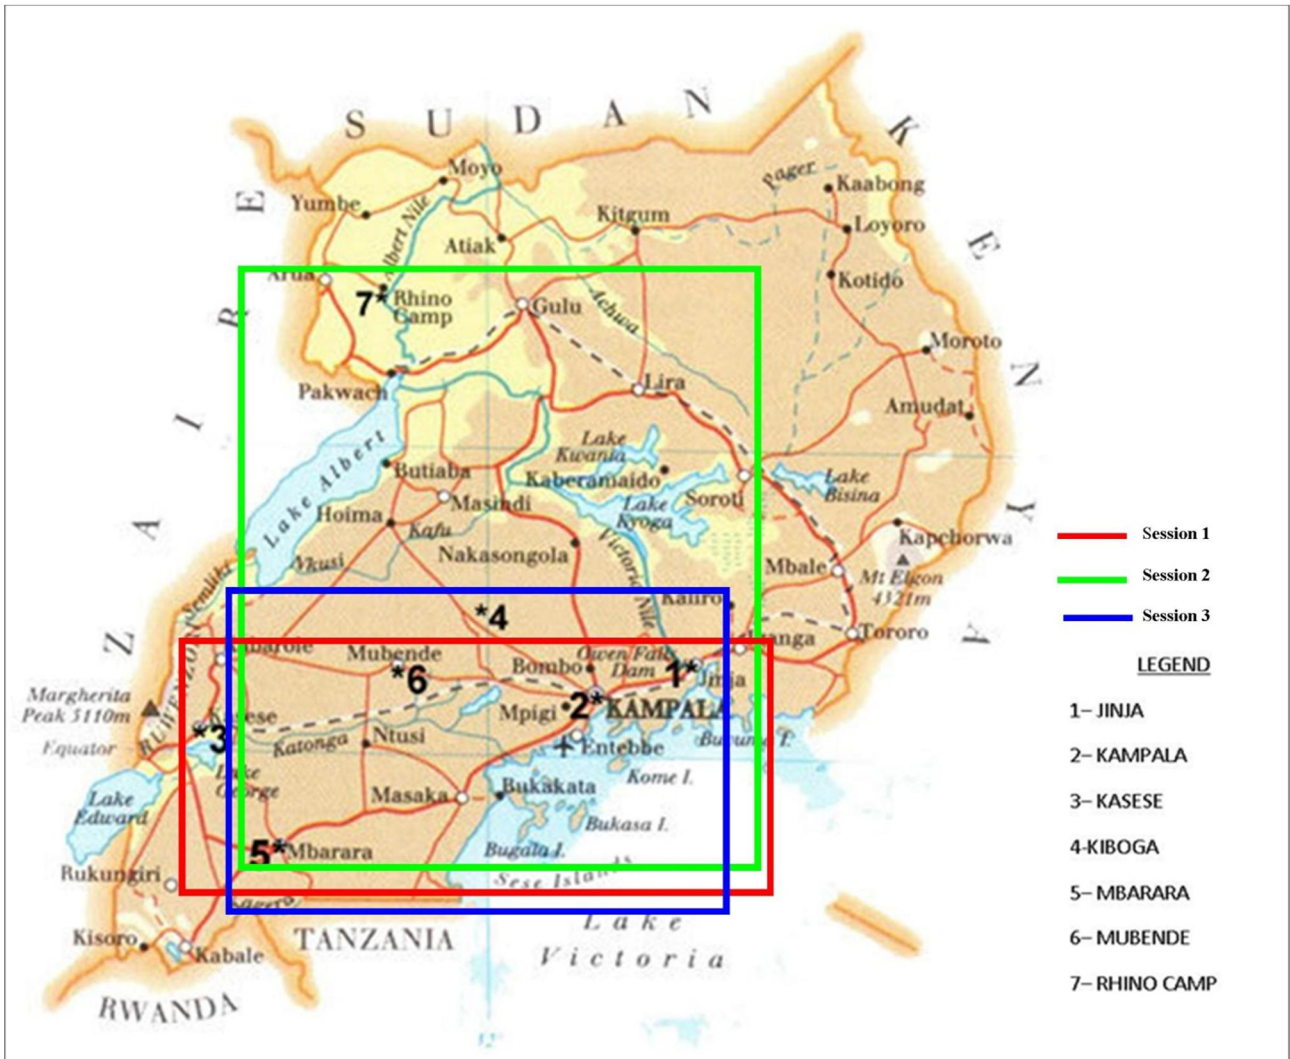 S U D A N
K E N Y A
Z A I R E
Moyo
Yumbe
Albert Nile
Atiak
Kitgum
Pager
Kaabong
Loyoro
Kotido
Arua
7* Rhino
Camp
Gulu
Achwa
Moroto
Pakwach
Lira
Amudat
Lake Albert
Lake
Kwania
Butiaba
Kaberamaido
Soroti
Lake
Bisina
Masindi
Lake
Kyoga
Hoima
Kafu
Nakasongola
Kapchorwa
Nkusi
Victoria Nile
Mbale
Mt Elgon
4321m
Semliki
Kaliro
*4
Tororo
Mubende
*6
Bombo
Owen Falls
Dam
1*
Jinja
RUWENZORI
Margherita
Peak 5110m
2* KAMPALA
Mpigi
*3
Equator
Katonga
Ntusi
Entebbe
Buvuma I.
Lake
George
Kome I.
Lake
Edward
Masaka
Bukakata
Bukasa I.
5* Mbarara
Bugala I.
Sese Islands
Rukungiri
Kagera
Kisoro
Kabale
TANZANIA
Lake
Victoria
RWANDA
Session 1
Session 2
Session 3
LEGEND
1– JINJA
2– KAMPALA
3– KASESE
4-KIBOGA
5– MBARARA
6– MUBENDE
7– RHINO CAMP